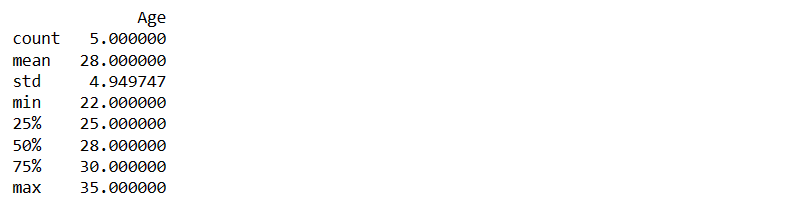 Age
count 5.000000
mean 28.000000
std 4.949747
min 22.000000
25% 25.000000
50% 28.000000
75% 30.000000
max 35.000000